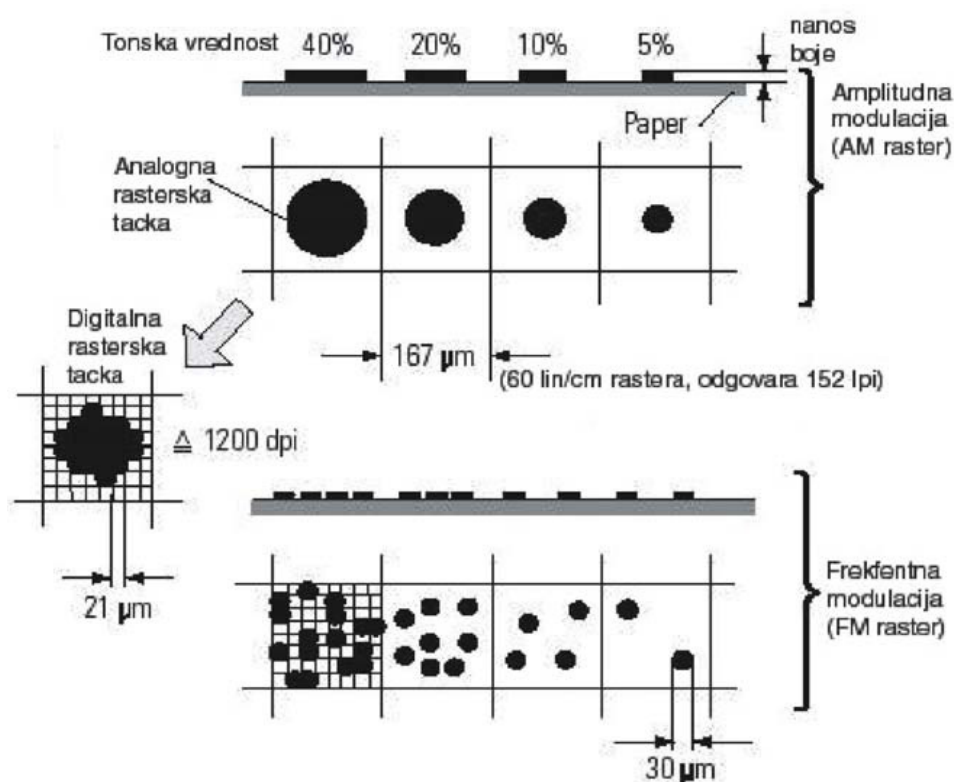 Tonska vrednost 40% 20% 10% 5%
nanos
boje
Paper
Amplitudna
modulacija
(AM raster)
Analogna
rasterska
tacka
Digitalna
rasterska
tacka
167 µm
(60 lin/cm rastera, odgovara 152 lpi)
≙ 1200 dpi
21 µm
Frekfentna
modulacija
(FM raster)
30 µm